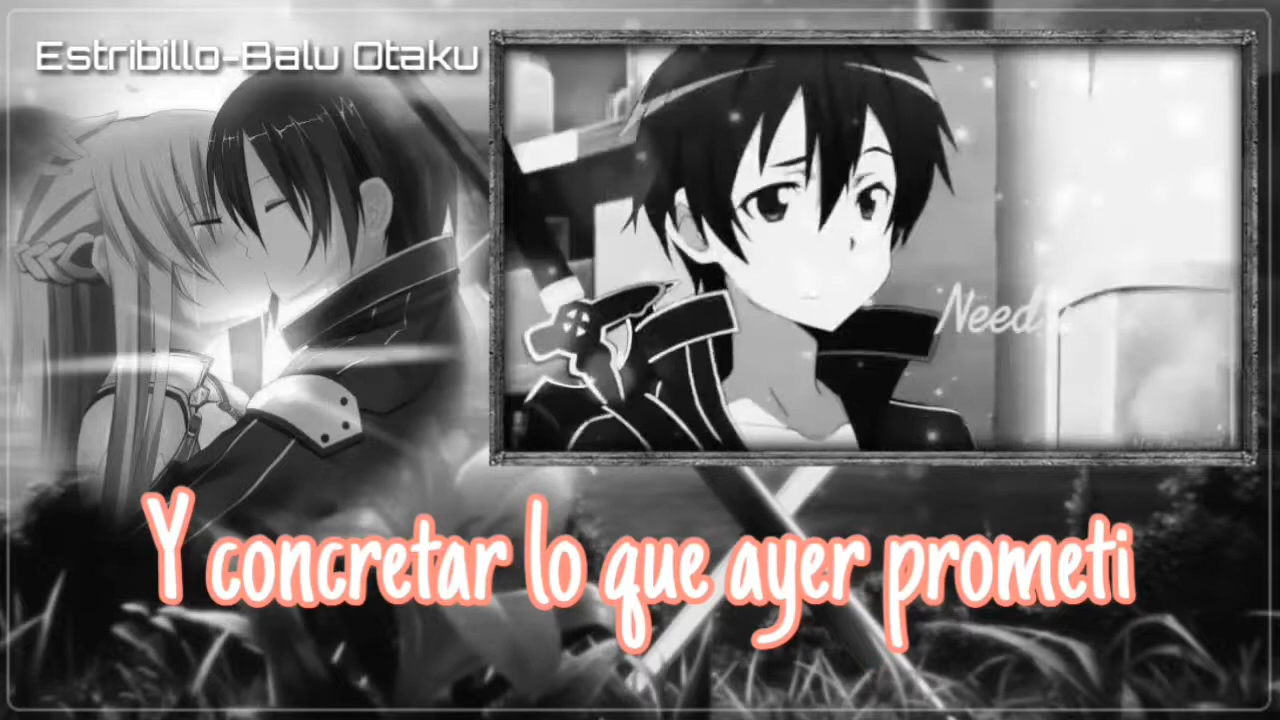 Estribillo-Balu Otaku
Need
Y concretar lo que ayer prometi